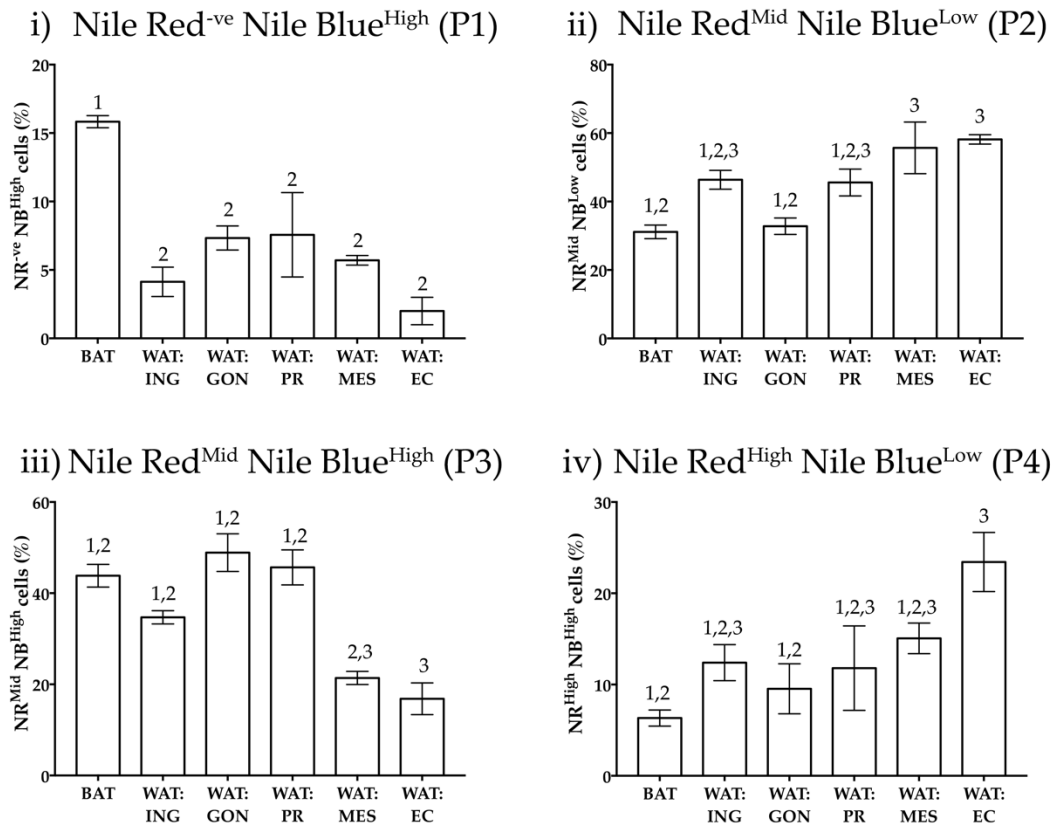 i) Nile Red-ve Nile BlueHigh (P1)
NR-ve NBHigh cells (%)
20
15
10
5
0
1
2
2
2
2
2
BAT WAT: WAT: WAT: WAT: WAT:
ING GON PR MES EC
ii) Nile RedMid Nile BlueLow (P2)
NRMid NBLow cells (%)
80
60
40
20
0
1,2
1,2,3
1,2
1,2,3
3
3
BAT WAT: WAT: WAT: WAT: WAT:
ING GON PR MES EC
iii) Nile RedMid Nile BlueHigh (P3)
NRMid NBHigh cells (%)
60
40
20
0
1,2
1,2
1,2
1,2
2,3
3
BAT WAT: WAT: WAT: WAT: WAT:
ING GON PR MES EC
iv) Nile RedHigh Nile BlueLow (P4)
NRHigh NBHigh cells (%)
30
20
10
0
1,2
1,2,3
1,2
1,2,3
1,2,3
3
BAT WAT: WAT: WAT: WAT: WAT:
ING GON PR MES EC